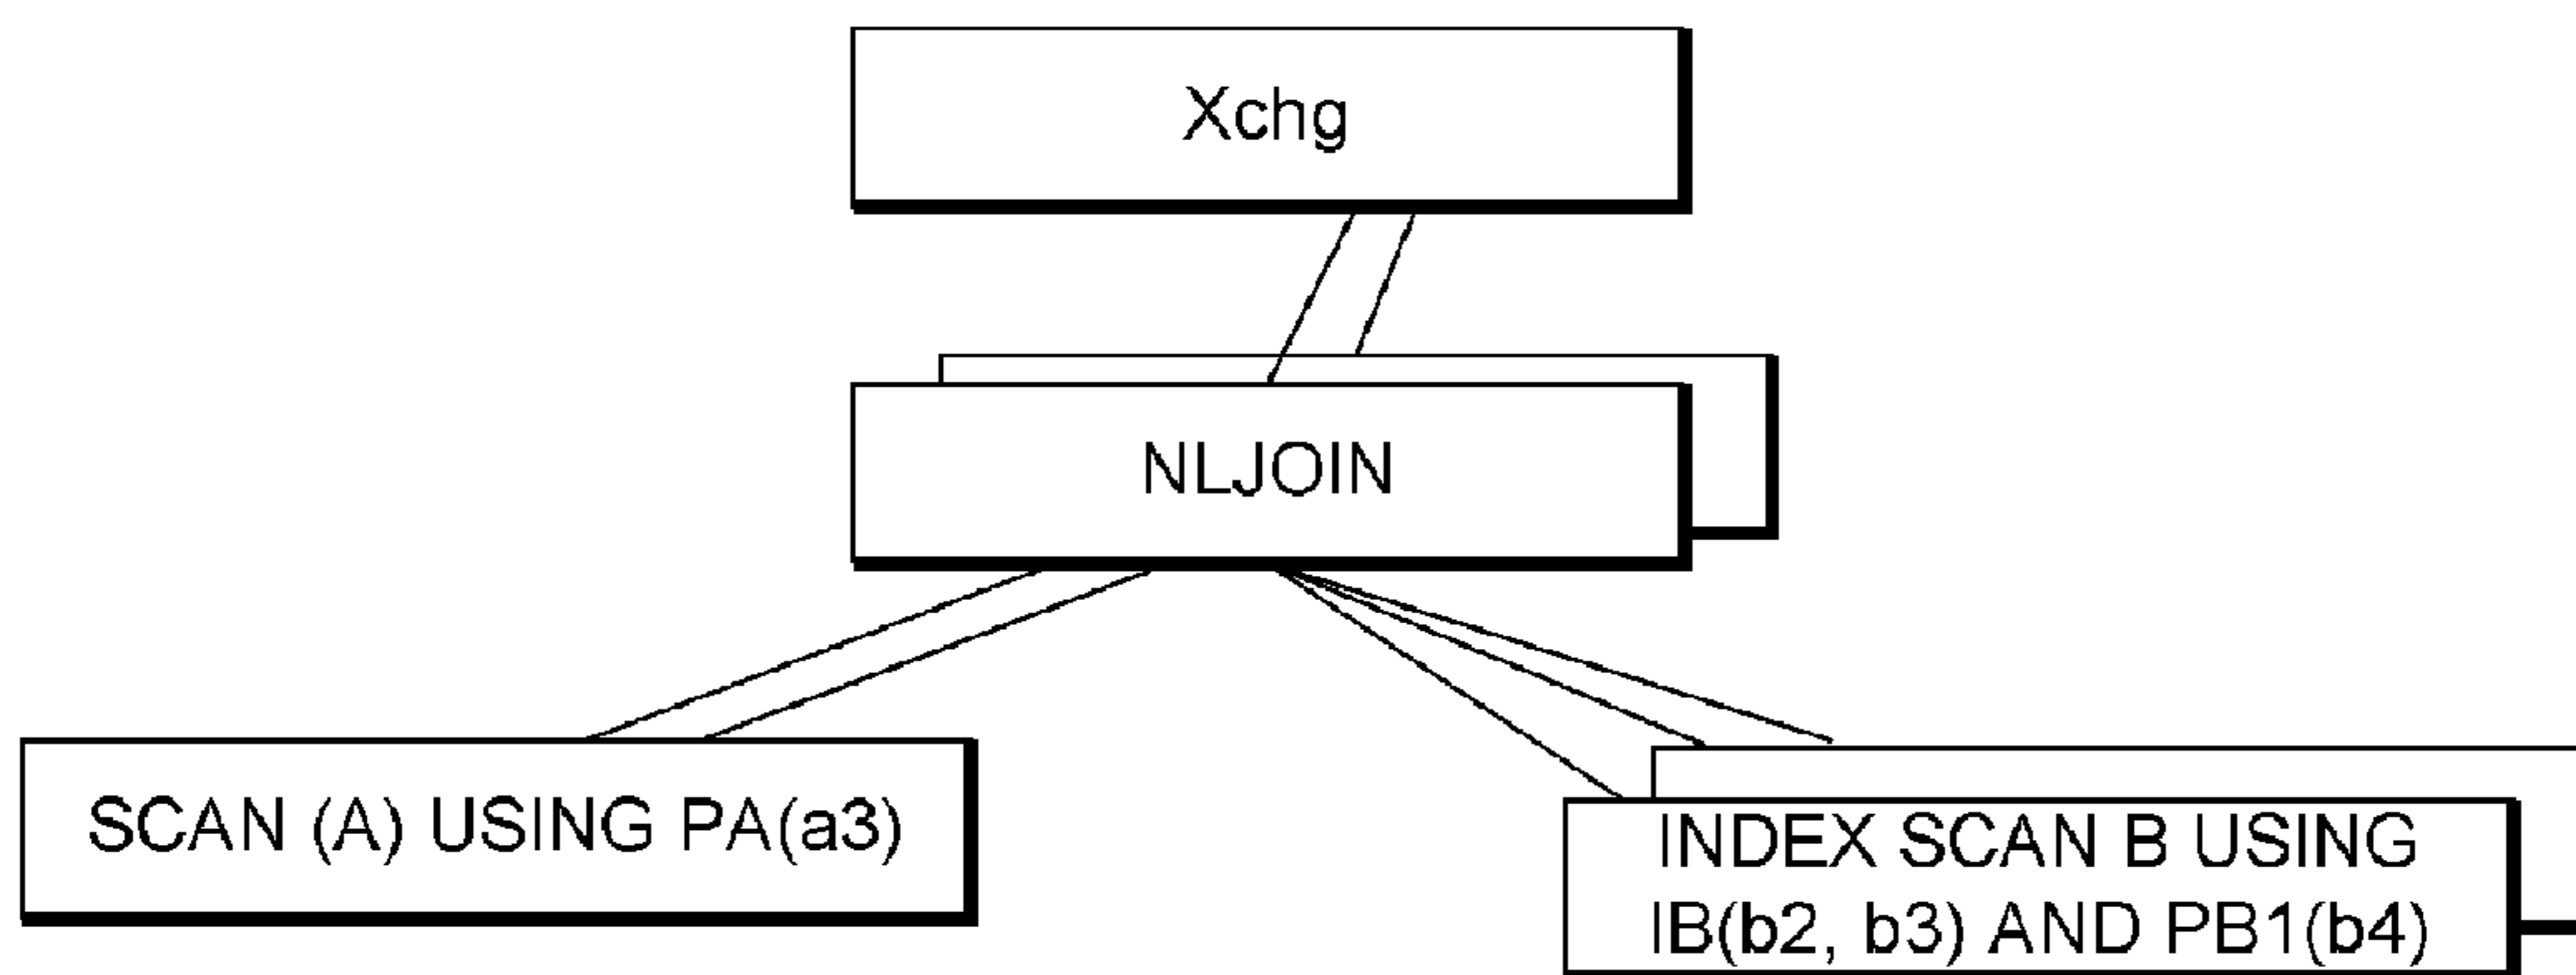 Xchg
NLJOIN
SCAN (A) USING PA(a3)
INDEX SCAN B USING
IB(b2, b3) AND PB1(b4)